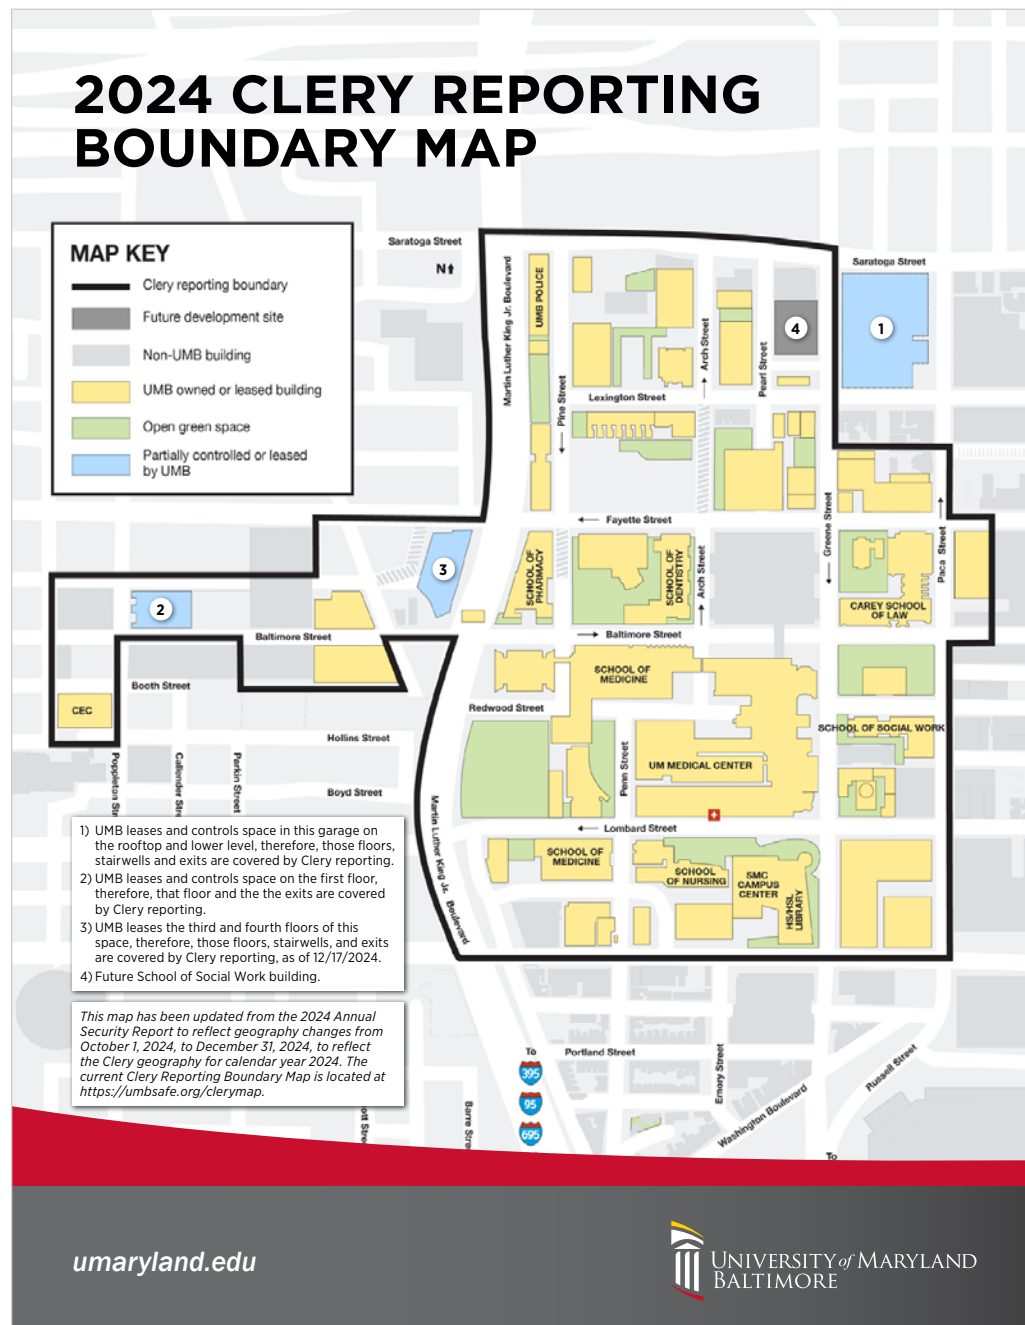 2024 CLERY REPORTING
BOUNDARY MAP
MAP KEY
Clery reporting boundary
Future development site
Non-UMB building
UMB owned or leased building
Open green space
Partially controlled or leased
by UMB
Saratoga Street
N
Martin Luther King Jr. Boulevard
UMB POLICE
Pine Street
Arch Street
Pearl Street
4
Saratoga Street
1
Lexington Street
Fayette Street
Greene Street
Paca Street
3
SCHOOL OF
PHARMACY
SCHOOL OF
DENTISTRY
Arch Street
CAREY SCHOOL
OF LAW
2
Baltimore Street
Baltimore Street
SCHOOL OF
MEDICINE
Booth Street
CEC
Redwood Street
SCHOOL OF SOCIAL WORK
Hollins Street
Penn Street
UM MEDICAL CENTER
Poppleton Str
Callender Str
Parkin Street
Boyd Street
Martin Luther King Jr. Boulevard
Lombard Street
SCHOOL OF
MEDICINE
SCHOOL
OF NURSING
SMC
CAMPUS
CENTER
HS/HSL
LIBRARY
1) UMB leases and controls space in this garage on
the rooftop and lower level, therefore, those floors,
stairwells and exits are covered by Clery reporting.
2) UMB leases and controls space on the first floor,
therefore, that floor and the the exits are covered
by Clery reporting.
3) UMB leases the third and fourth floors of this
space, therefore, those floors, stairwells, and exits
are covered by Clery reporting, as of 12/17/2024.
4) Future School of Social Work building.
This map has been updated from the 2024 Annual
Security Report to reflect geography changes from
October 1, 2024, to December 31, 2024, to reflect
the Clery geography for calendar year 2024. The
current Clery Reporting Boundary Map is located at
https://umbsafe.org/clerymap.
To
395
95
695
Portland Street
Emory Street
Washington Boulevard
Russell Street
ott Stree
Barre Stre
To
umaryland.edu
UNIVERSITY of MARYLAND
BALTIMORE